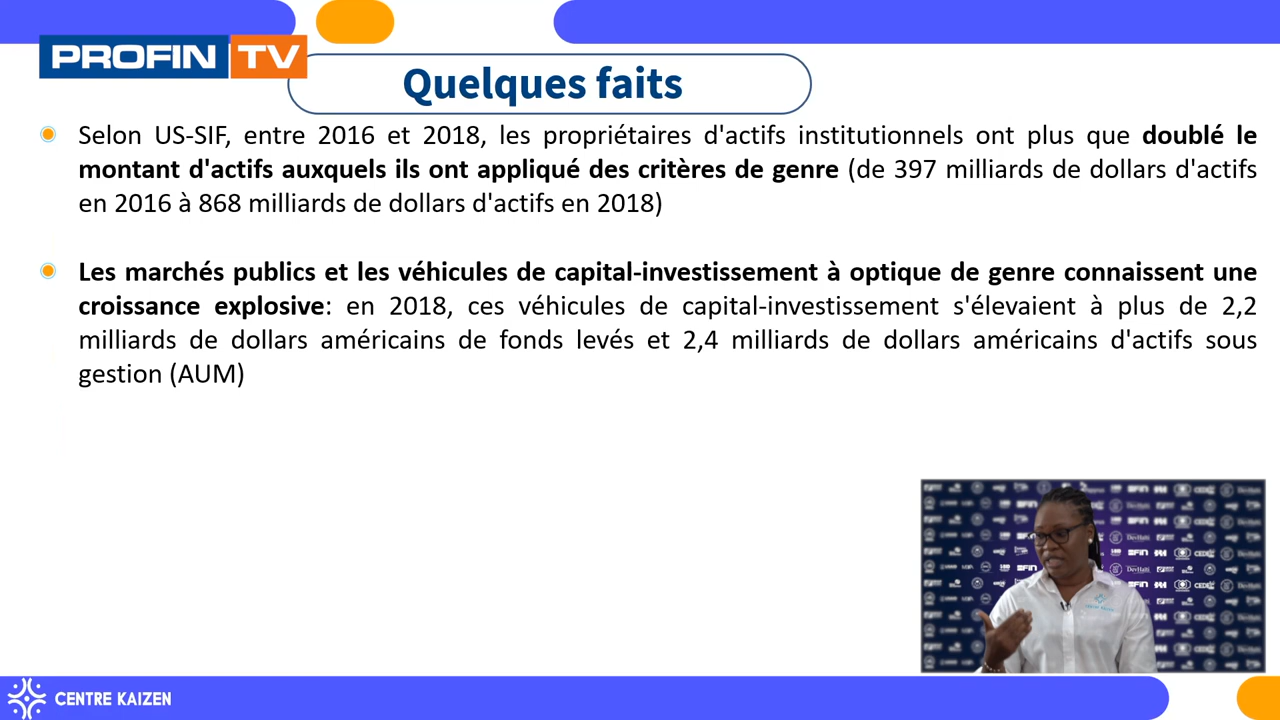 PROFIN TV
Quelques faits
Selon US-SIF, entre 2016 et 2018, les propriétaires d'actifs institutionnels ont plus que doublé le
montant d'actifs auxquels ils ont appliqué des critères de genre (de 397 milliards de dollars d'actifs
en 2016 à 868 milliards de dollars d'actifs en 2018)
Les marchés publics et les véhicules de capital-investissement à optique de genre connaissent une
croissance explosive: en 2018, ces véhicules de capital-investissement s'élevaient à plus de 2,2
milliards de dollars américains de fonds levés et 2,4 milliards de dollars américains d'actifs sous
gestion (AUM)
CENTRE KAIZEN